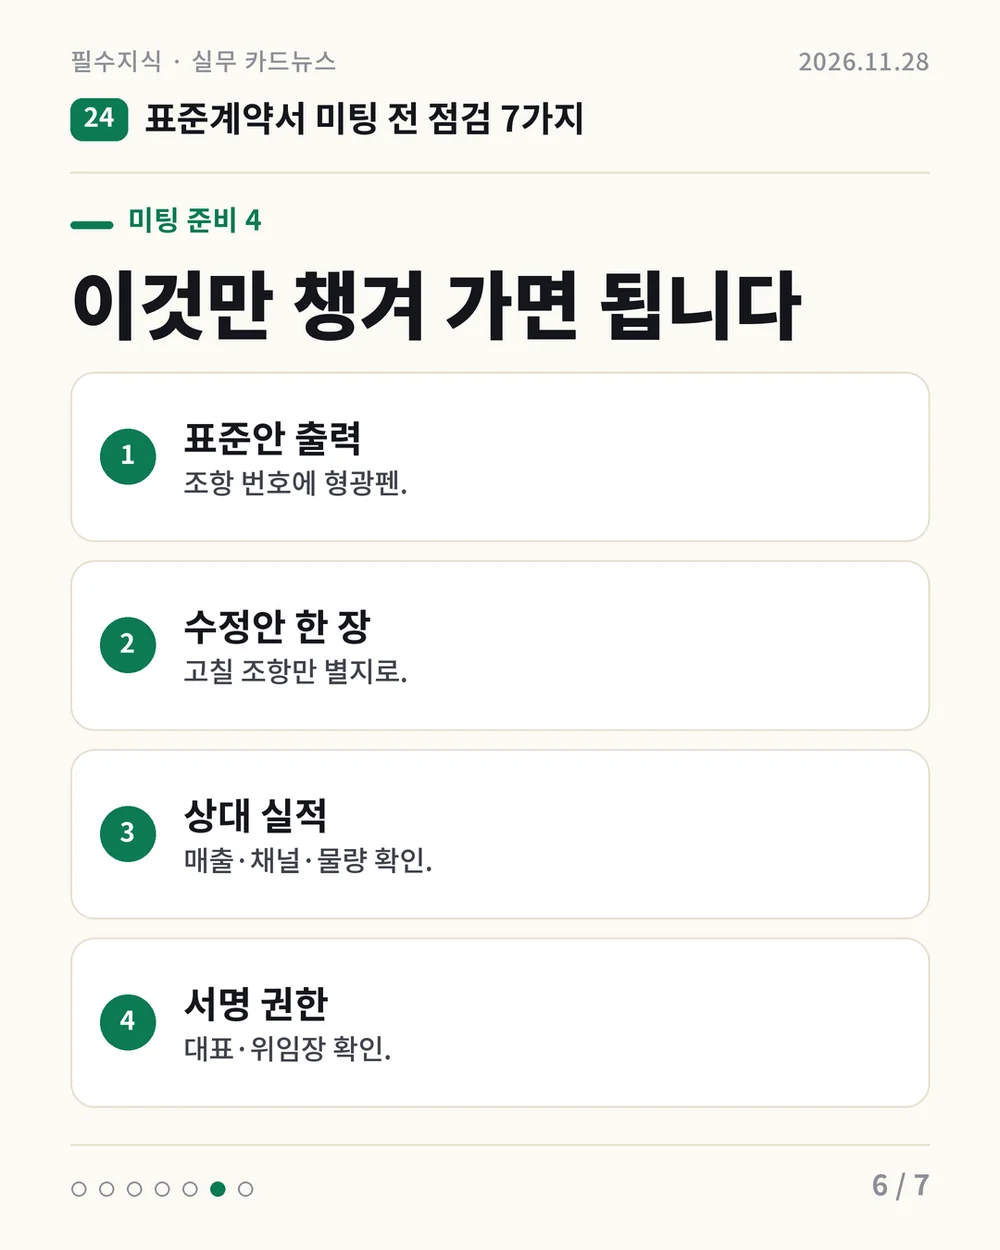 필수지식 · 실무 카드뉴스
2026.11.28
24 표준계약서 미팅 전 점검 7가지
미팅 준비 4
이것만 챙겨 가면 됩니다
1 표준안 출력
조항 번호에 형광펜.
2 수정안 한 장
고칠 조항만 별지로.
3 상대 실적
매출·채널·물량 확인.
4 서명 권한
대표·위임장 확인.
6 / 7